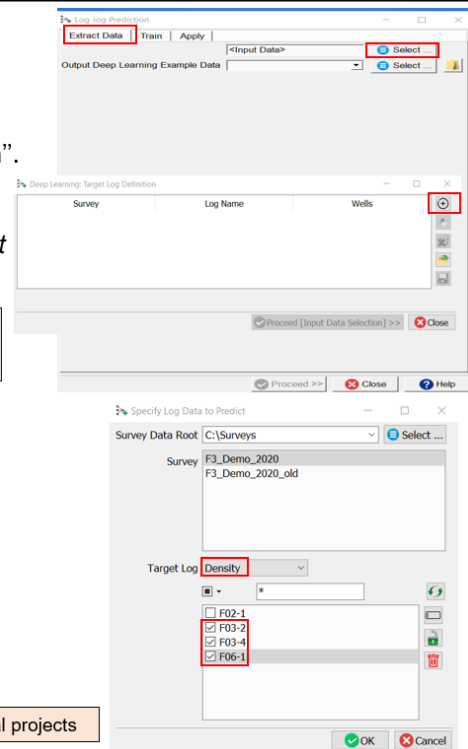 Log-log Prediction
Extract Data Train Apply
<Input Data> Select ...
Output Deep Learning Example Data Select ...
".
Deep Learning: Target Log Definition
Survey Log Name Wells
t
Proceed [Input Data Selection] >> Close
Proceed >> Close Help
Specify Log Data to Predict
Survey Data Root C:\Surveys Select ...
Survey F3_Demo_2020
F3_Demo_2020_old
Target Log Density
*
F02-1
F03-2
F03-4
F06-1
al projects
OK Cancel